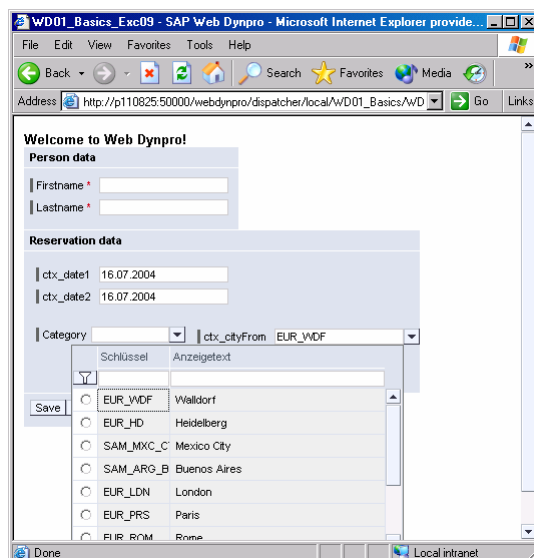 WD01_Basics_Exc09 - SAP Web Dynpro - Microsoft Internet Explorer provide...
File Edit View Favorites Tools Help
Back Search Favorites Media »
Address http://p110825:50000/webdynpro/dispatcher/local/WD01_Basics/WD Go Links
Welcome to Web Dynpro!
Person data
Firstname *
Lastname *
Reservation data
ctx_date1 16.07.2004
ctx_date2 16.07.2004
Category ctx_cityFrom EUR_WDF
Schlüssel Anzeigetext
EUR_WDF Walldorf
Save
EUR_HD Heidelberg
SAM_MXC_C Mexico City
SAM_ARG_B Buenos Aires
EUR_LDN London
EUR_PRS Paris
EUR_ROM Rome
Done Local intranet